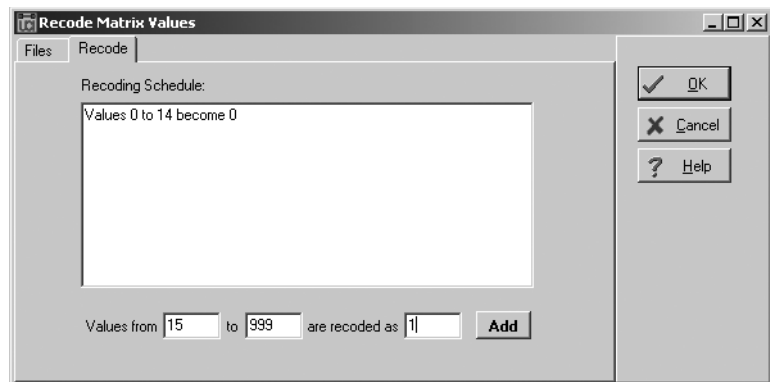 Recode Matrix Values
Files Recode
Recoding Schedule:
Values 0 to 14 become 0
Values from 15 to 999 are recoded as 1 Add
OK
Cancel
? Help